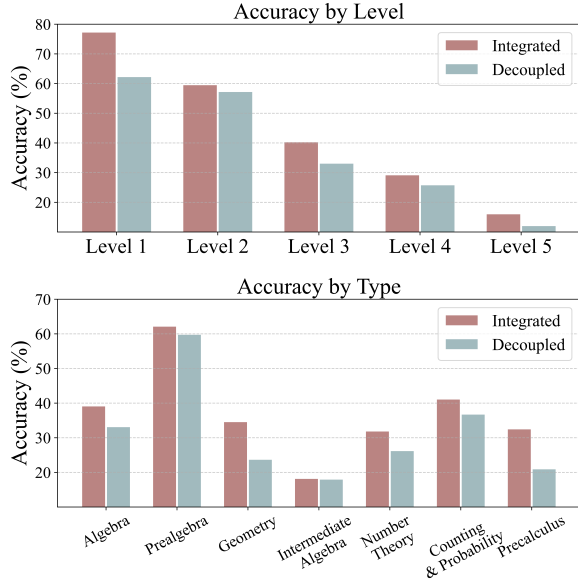 Accuracy by Level
Accuracy (%)
80
70
60
50
40
30
20
Integrated
Decoupled
Level 1
Level 2
Level 3
Level 4
Level 5
Accuracy by Type
Accuracy (%)
70
60
50
40
30
20
Integrated
Decoupled
Algebra
Prealgebra
Geometry
Intermediate
Algebra
Number
Theory
Counting
& Probability
Precalculus